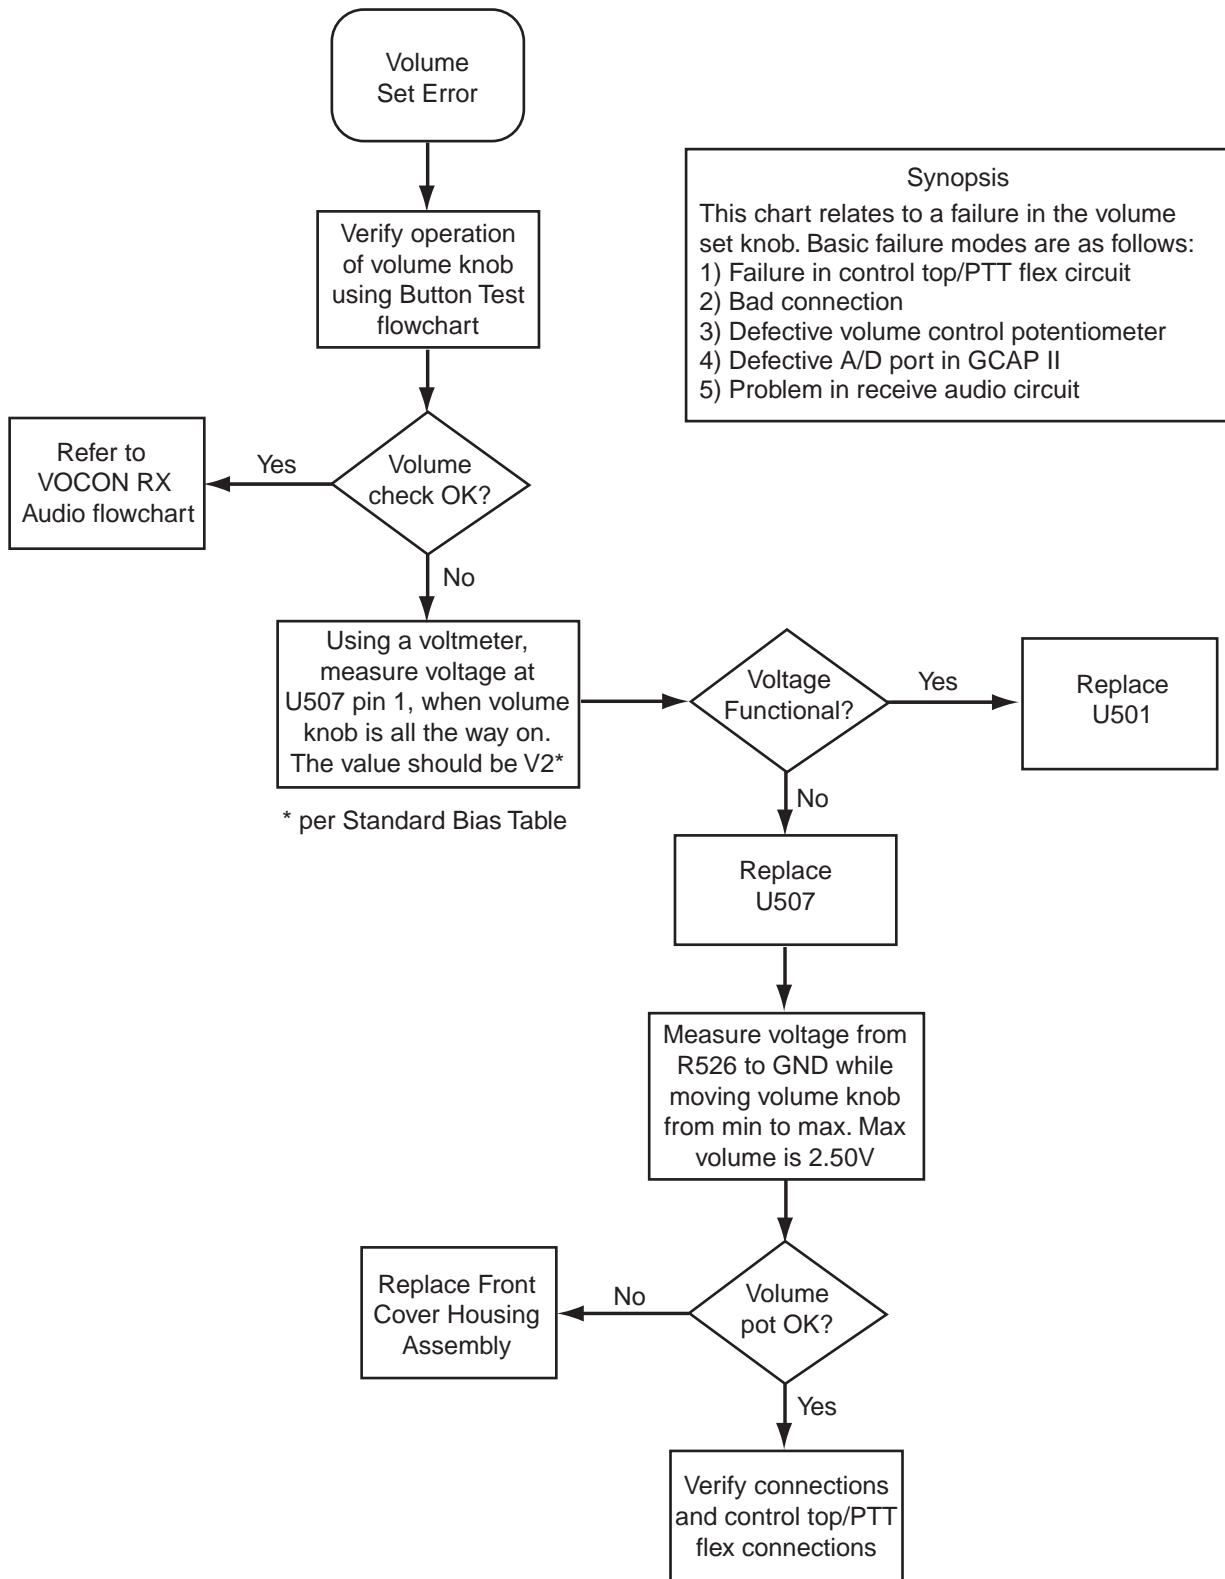 Volume
Set Error
Synopsis
This chart relates to a failure in the volume
set knob. Basic failure modes are as follows:
1) Failure in control top/PTT flex circuit
2) Bad connection
3) Defective volume control potentiometer
4) Defective A/D port in GCAP II
5) Problem in receive audio circuit
Verify operation
of volume knob
using Button Test
flowchart
Volume
check OK?
Yes
Refer to
VOCON RX
Audio flowchart
No
Using a voltmeter,
measure voltage at
U507 pin 1, when volume
knob is all the way on.
The value should be V2*
* per Standard Bias Table
Voltage
Functional?
Yes
Replace
U501
No
Replace
U507
Measure voltage from
R526 to GND while
moving volume knob
from min to max. Max
volume is 2.50V
Volume
pot OK?
No
Replace Front
Cover Housing
Assembly
Yes
Verify connections
and control top/PTT
flex connections